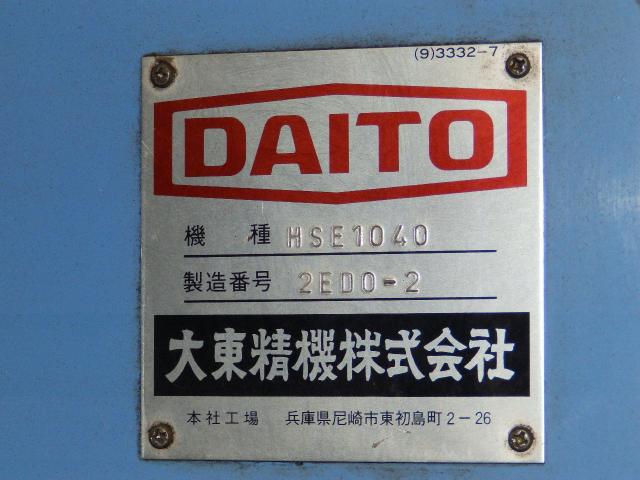 (9)3332-7
DAITO
機 種 HSE1040
製造番号 2ED0-2
大東精機株式会社
本社工場 兵庫県尼崎市東初島町2-26